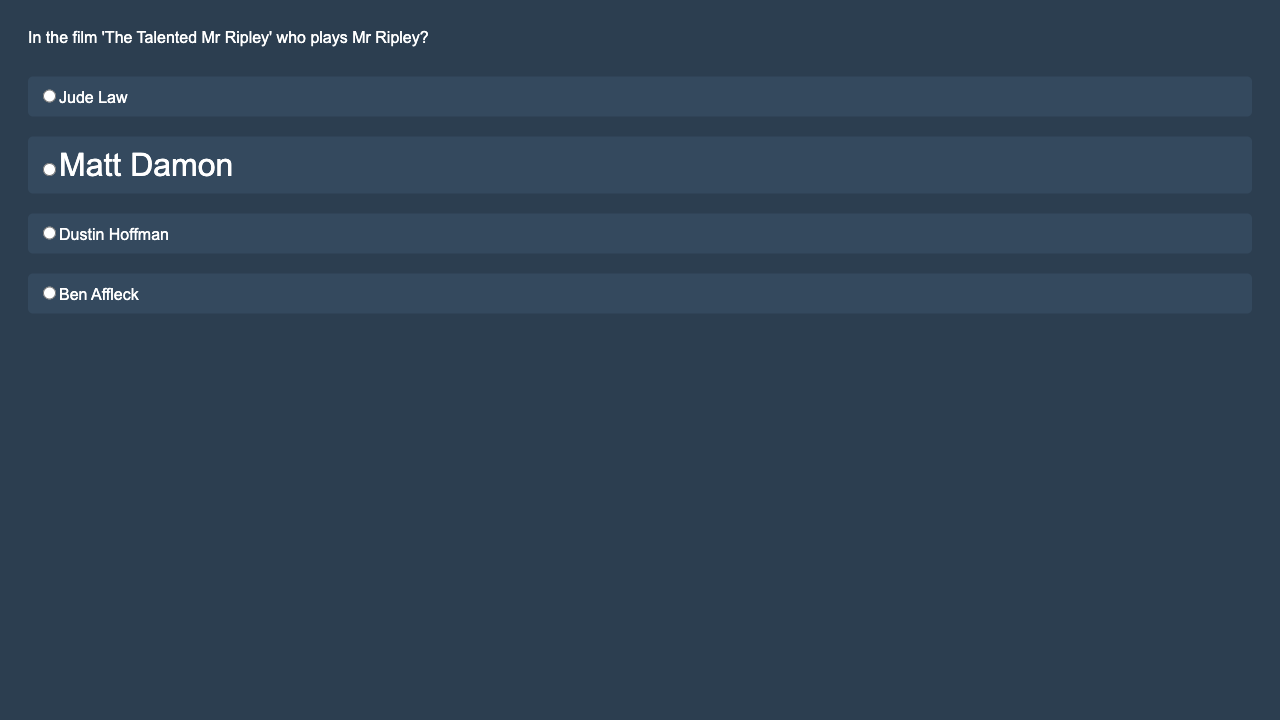 In the film 'The Talented Mr Ripley' who plays Mr Ripley?
Jude Law
Matt Damon
Dustin Hoffman
Ben Affleck